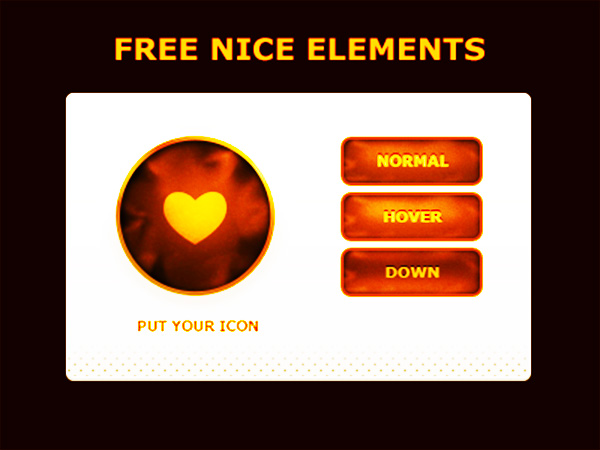 FREE NICE ELEMENTS
NORMAL
HOVER
DOWN
PUT YOUR ICON